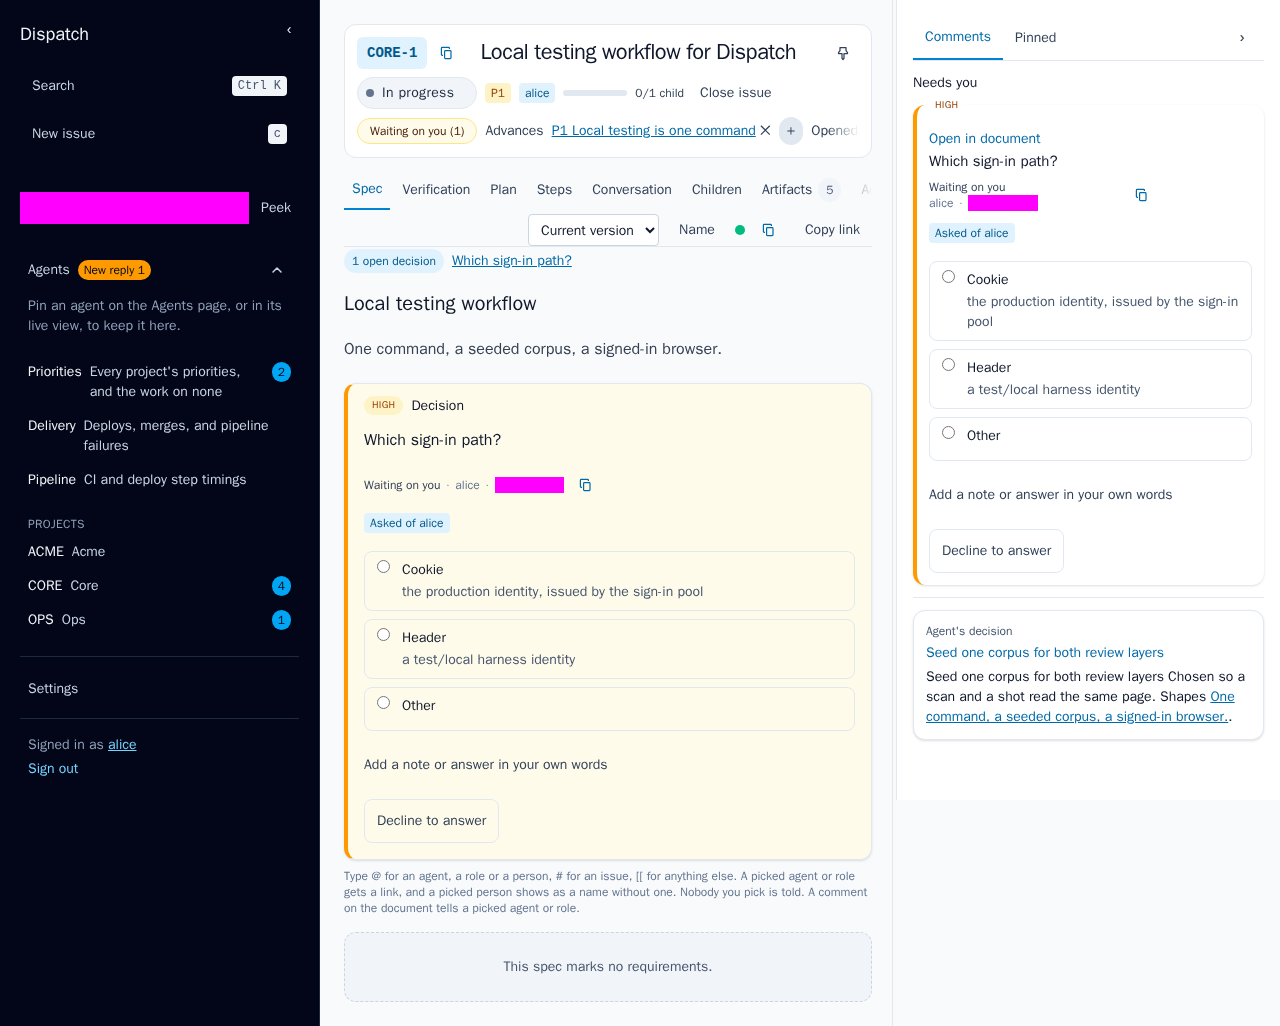 Dispatch
Search
Ctrl K
New issue
C
Peek
Agents
New reply 1
Pin an agent on the Agents page, or in its
live view, to keep it here.
Priorities
Every project's priorities,
and the work on none
2
Delivery
Deploys, merges, and pipeline
failures
Pipeline
CI and deploy step timings
PROJECTS
ACME Acme
CORE Core
4
OPS Ops
1
Settings
Signed in as alice
Sign out
CORE-1
Local testing workflow for Dispatch
In progress
P1
alice
0/1 child
Close issue
Waiting on you (1)
Advances
P1 Local testing is one command
+
Opened
Spec
Verification
Plan
Steps
Conversation
Children
Artifacts
5
Current version
Name
Copy link
1 open decision
Which sign-in path?
Local testing workflow
One command, a seeded corpus, a signed-in browser.
HIGH
Decision
Which sign-in path?
Waiting on you · alice ·
Asked of alice
Cookie
the production identity, issued by the sign-in pool
Header
a test/local harness identity
Other
Add a note or answer in your own words
Decline to answer
Type @ for an agent, a role or a person, # for an issue, [[ for anything else. A picked agent or role
gets a link, and a picked person shows as a name without one. Nobody you pick is told. A comment
on the document tells a picked agent or role.
This spec marks no requirements.
Comments
Pinned
Needs you
HIGH
Open in document
Which sign-in path?
Waiting on you
alice ·
Asked of alice
Cookie
the production identity, issued by the sign-in
pool
Header
a test/local harness identity
Other
Add a note or answer in your own words
Decline to answer
Agent's decision
Seed one corpus for both review layers
Seed one corpus for both review layers Chosen so a
scan and a shot read the same page. Shapes One
command, a seeded corpus, a signed-in browser..